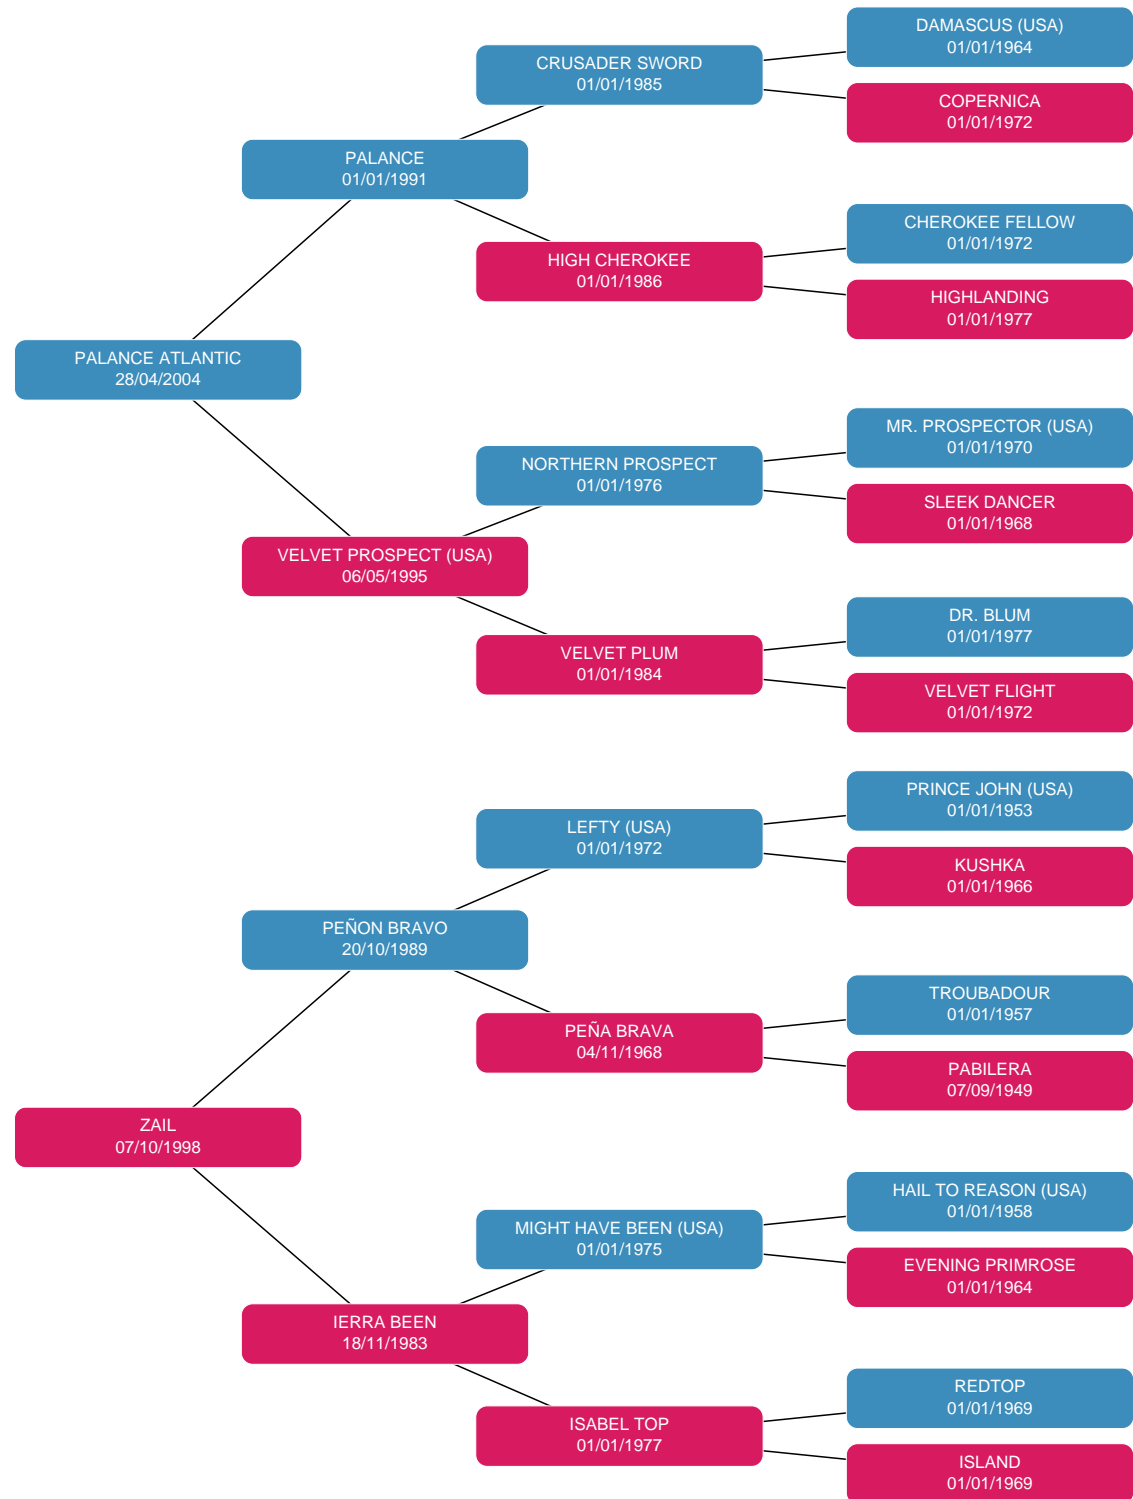 DAMASCUS (USA)
01/01/1964
CRUSADER SWORD
01/01/1985
COPERNICA
01/01/1972
PALANCE
01/01/1991
CHEROKEE FELLOW
01/01/1972
HIGH CHEROKEE
01/01/1986
HIGHLANDING
01/01/1977
PALANCE ATLANTIC
28/04/2004
MR. PROSPECTOR (USA)
01/01/1970
NORTHERN PROSPECT
01/01/1976
SLEEK DANCER
01/01/1968
VELVET PROSPECT (USA)
06/05/1995
DR. BLUM
01/01/1977
VELVET PLUM
01/01/1984
VELVET FLIGHT
01/01/1972
PRINCE JOHN (USA)
01/01/1953
LEFTY (USA)
01/01/1972
KUSHKA
01/01/1966
PEÑON BRAVO
20/10/1989
TROUBADOUR
01/01/1957
PEÑA BRAVA
04/11/1968
PABILERA
07/09/1949
ZAIL
07/10/1998
HAIL TO REASON (USA)
01/01/1958
MIGHT HAVE BEEN (USA)
01/01/1975
EVENING PRIMROSE
01/01/1964
IERRA BEEN
18/11/1983
REDTOP
01/01/1969
ISABEL TOP
01/01/1977
ISLAND
01/01/1969